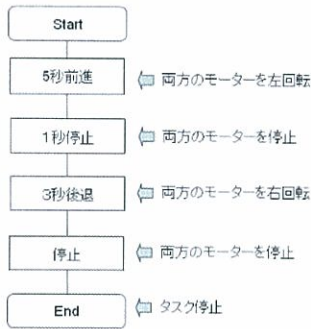 Start
5秒前進
両方のモーターを左回転
1秒停止
両方のモーターを停止
3秒後退
両方のモーターを右回転
停止
両方のモーターを停止
End
タスク停止